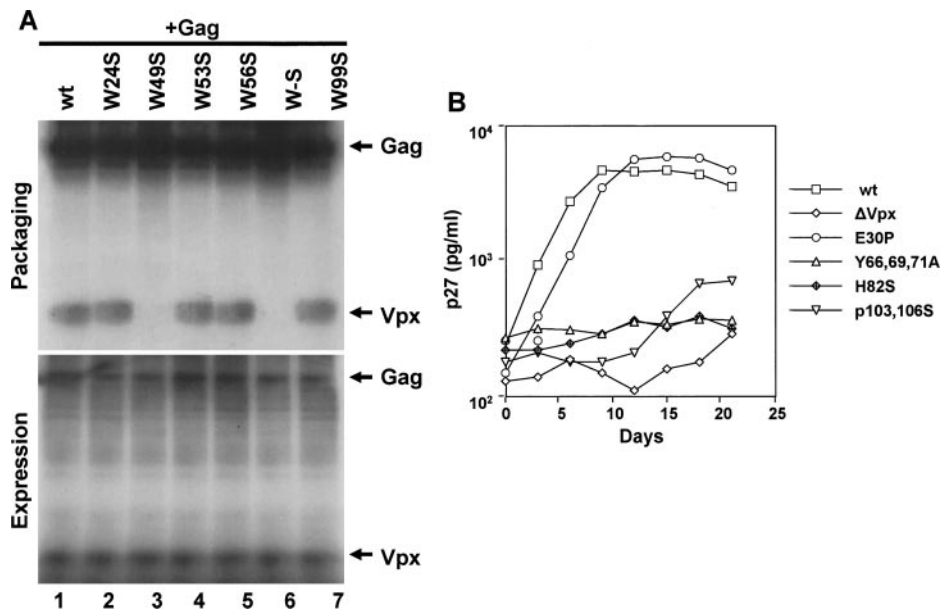 A
+Gag
wt W24S W49S W53S W56S W-S W99S
Packaging
Gag
Vpx
Expression
Gag
Vpx
1 2 3 4 5 6 7
B
p27 (pg/ml)
10⁴
10³
10²
0 5 10 15 20 25
Days
wt
ΔVpx
E30P
Y66,69,71A
H82S
p103,106S